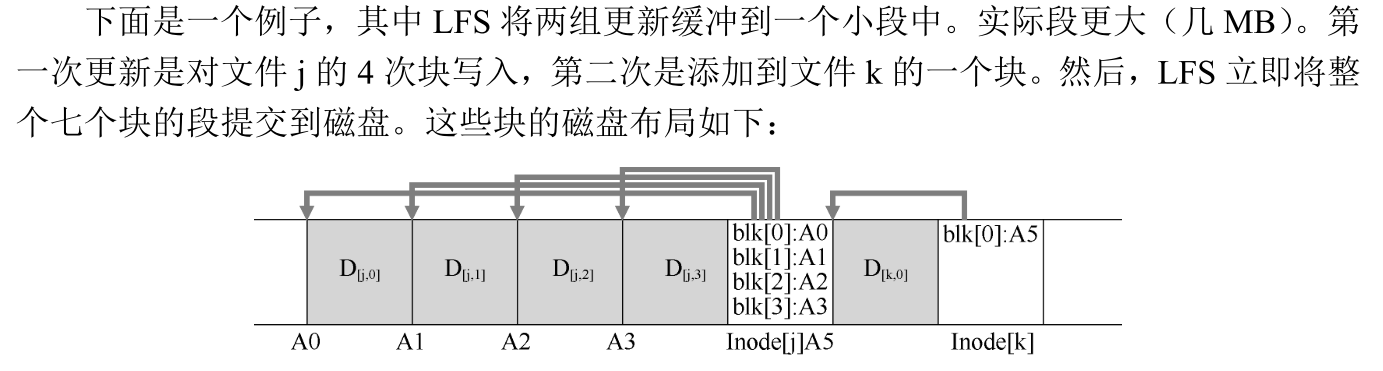 下面是一个例子，其中 LFS 将两组更新缓冲到一个小段中。实际段更大（几 MB）。第
一次更新是对文件 j 的 4 次块写入，第二次是添加到文件 k 的一个块。然后，LFS 立即将整
个七个块的段提交到磁盘。这些块的磁盘布局如下：
D[j,0] D[j,1] D[j,2] D[j,3] blk[0]:A0 D[k,0] blk[0]:A5
blk[1]:A1
blk[2]:A2
blk[3]:A3
A0 A1 A2 A3 Inode[j]A5 Inode[k]